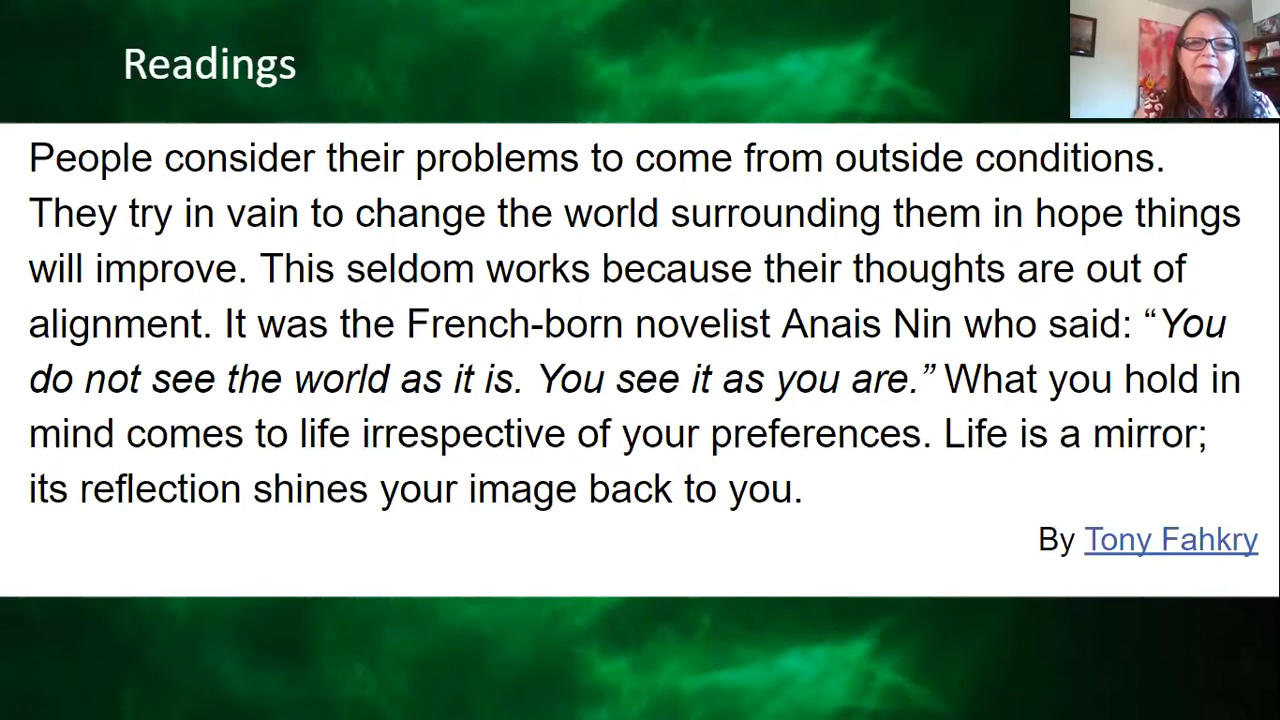 Readings
People consider their problems to come from outside conditions.
They try in vain to change the world surrounding them in hope things
will improve. This seldom works because their thoughts are out of
alignment. It was the French-born novelist Anais Nin who said: “You
do not see the world as it is. You see it as you are.” What you hold in
mind comes to life irrespective of your preferences. Life is a mirror;
its reflection shines your image back to you.
By Tony Fahkry